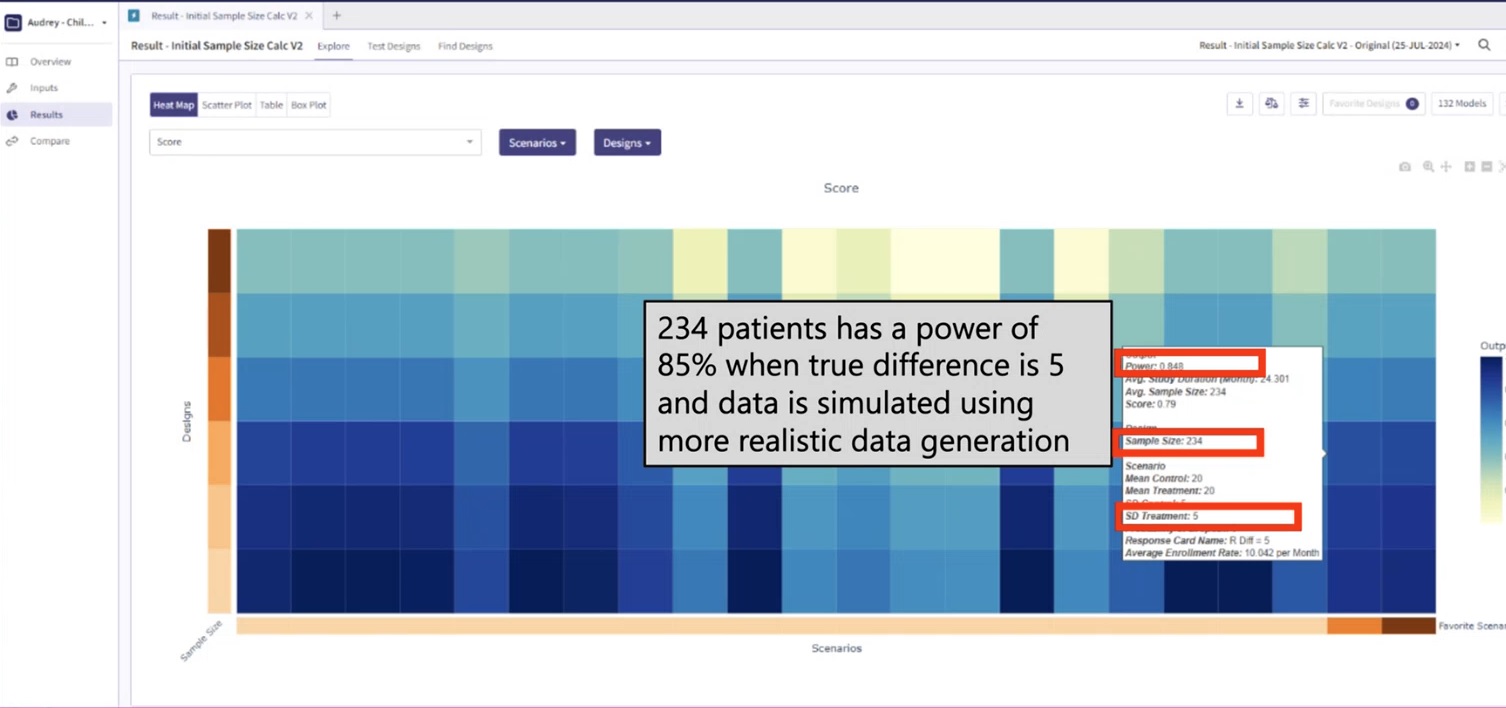 Audrey - Chil...
Result - Initial Sample Size Calc V2
Result - Initial Sample Size Calc V2 Explore Test Designs Find Designs
Result - Initial Sample Size Calc V2 - Original (25-JUL-2024)
Overview
Inputs
Results
Compare
Heat Map Scatter Plot Table Box Plot
Favorite Designs 0 132 Models
Score Scenarios Designs
Score
Designs
234 patients has a power of
85% when true difference is 5
and data is simulated using
more realistic data generation
Power: 0.848
Avg. Study Duration (Month): 24.301
Avg. Sample Size: 234
Score: 0.79
Sample Size: 234
Scenario
Mean Control: 20
Mean Treatment: 20
SD Treatment: 5
Response Card Name: R Diff = 5
Average Enrollment Rate: 10.042 per Month
Outp
Sample Size
Favorite Scenar
Scenarios